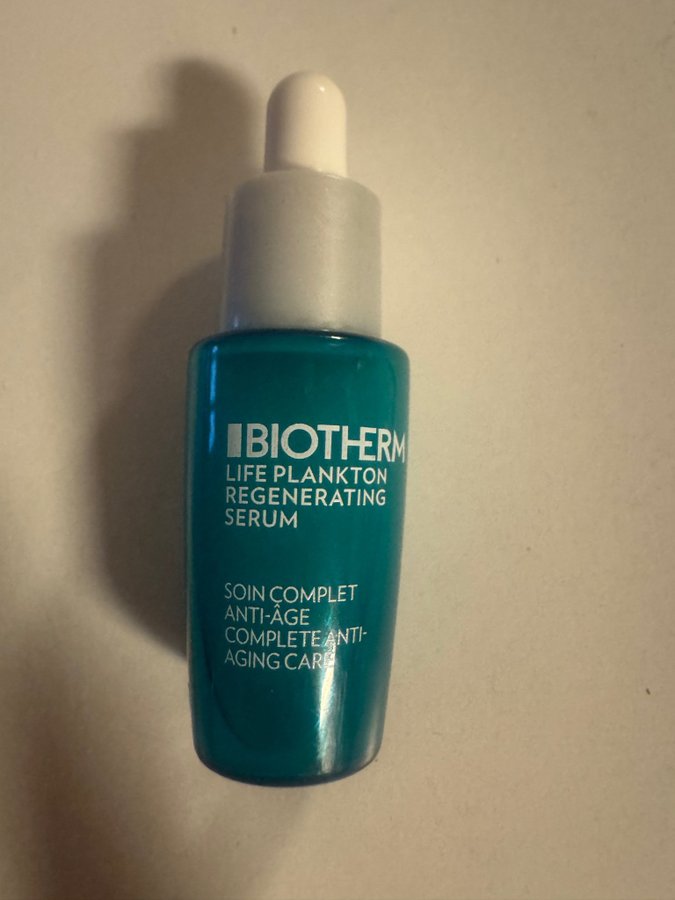 BIOTHERM
LIFE PLANKTON
REGENERATING
SERUM
SOIN COMPLET
ANTI-ÂGE
COMPLETE ANTI-
AGING CARE